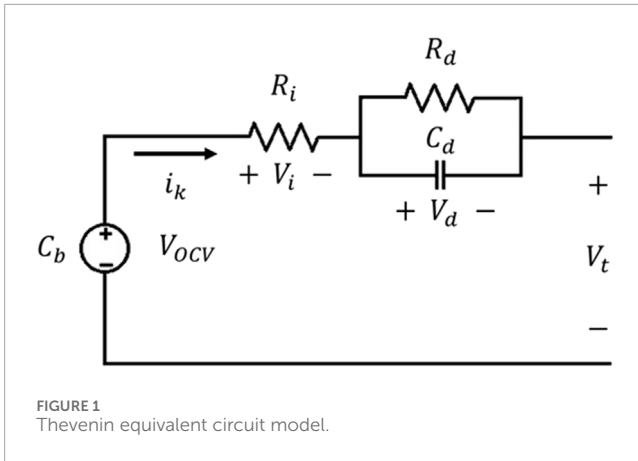 R_d
R_i
C_d
i_k
+ V_i −
+ V_d −
+
C_b
+
−
V_OCV
V_t
−
FIGURE 1
Thevenin equivalent circuit model.